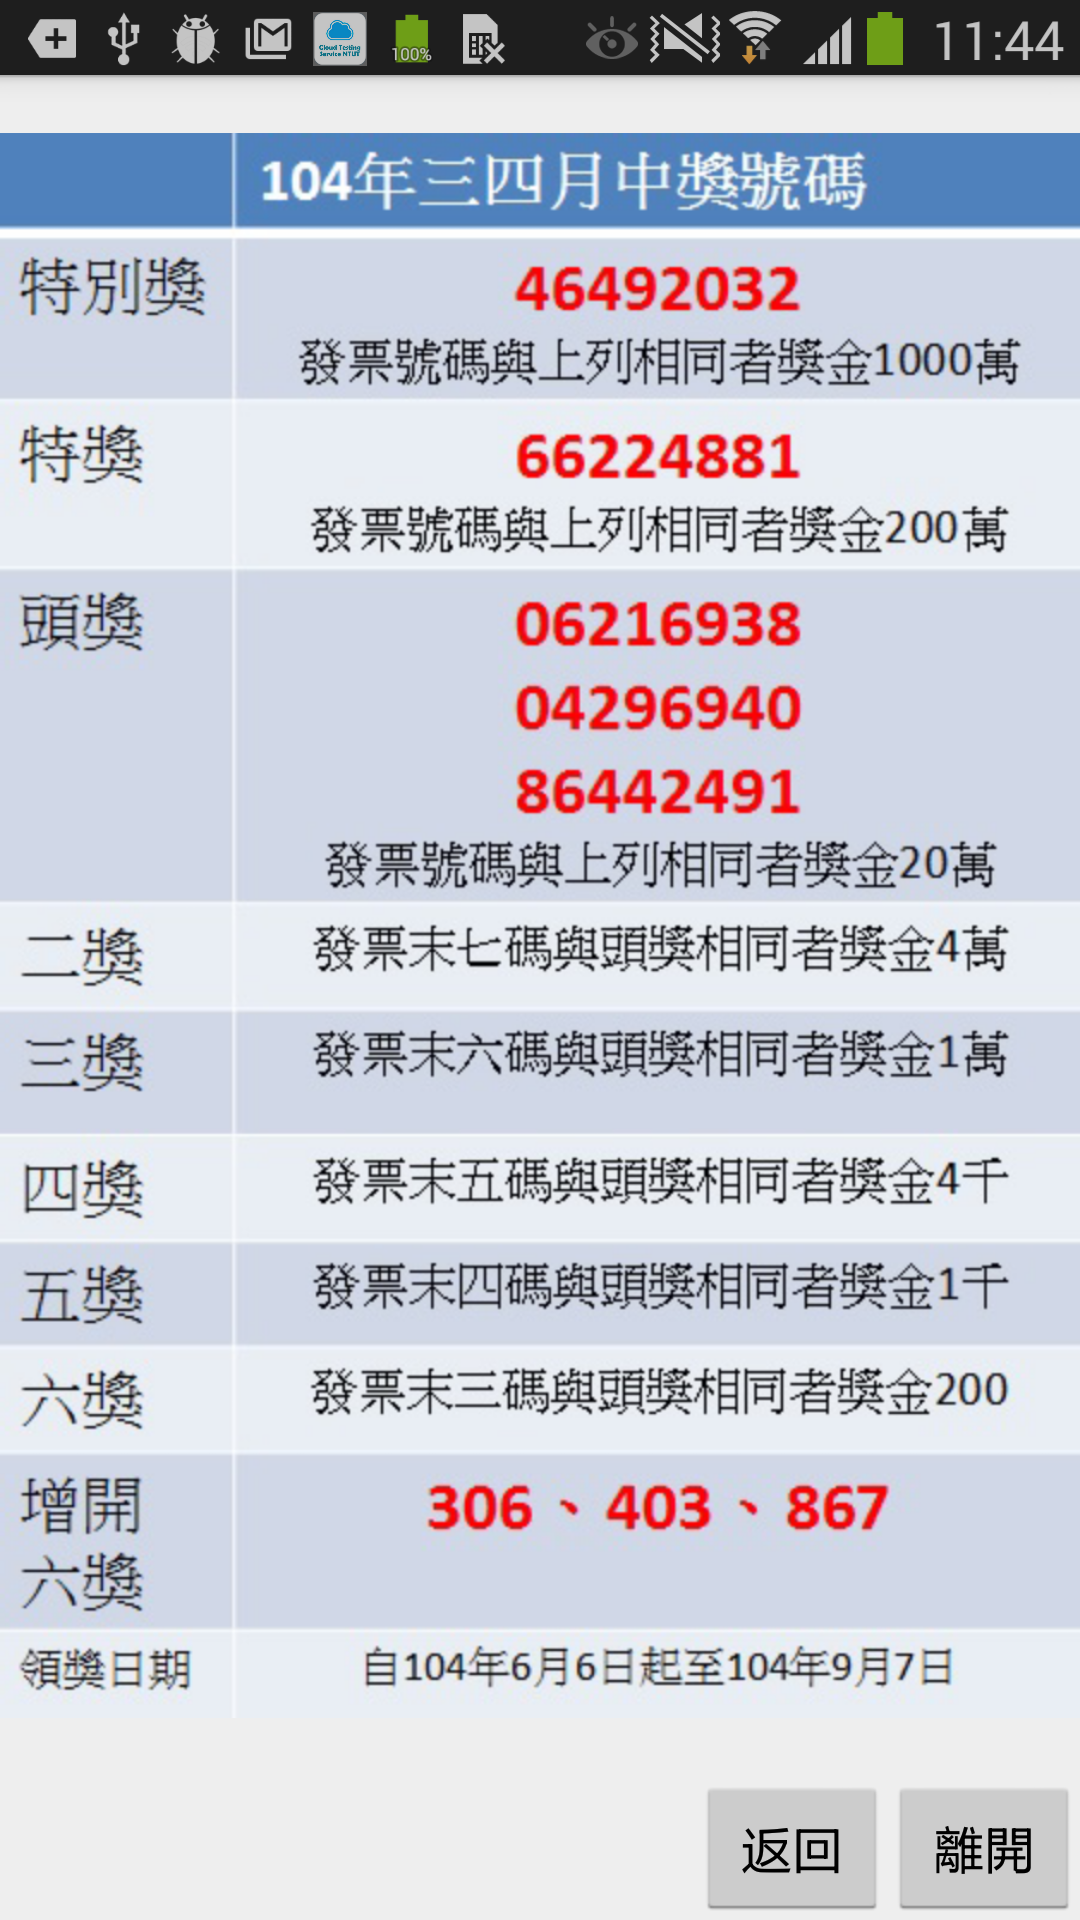 Cloud Testing
Service NTUT
100%
11:44
104年三四月中獎號碼
特別獎
46492032
發票號碼與上列相同者獎金1000萬
特獎
66224881
發票號碼與上列相同者獎金200萬
頭獎
06216938
04296940
86442491
發票號碼與上列相同者獎金20萬
二獎
發票末七碼與頭獎相同者獎金4萬
三獎
發票末六碼與頭獎相同者獎金1萬
四獎
發票末五碼與頭獎相同者獎金4千
五獎
發票末四碼與頭獎相同者獎金1千
六獎
發票末三碼與頭獎相同者獎金200
增開
六獎
306、403、867
領獎日期
自104年6月6日起至104年9月7日
返回
離開